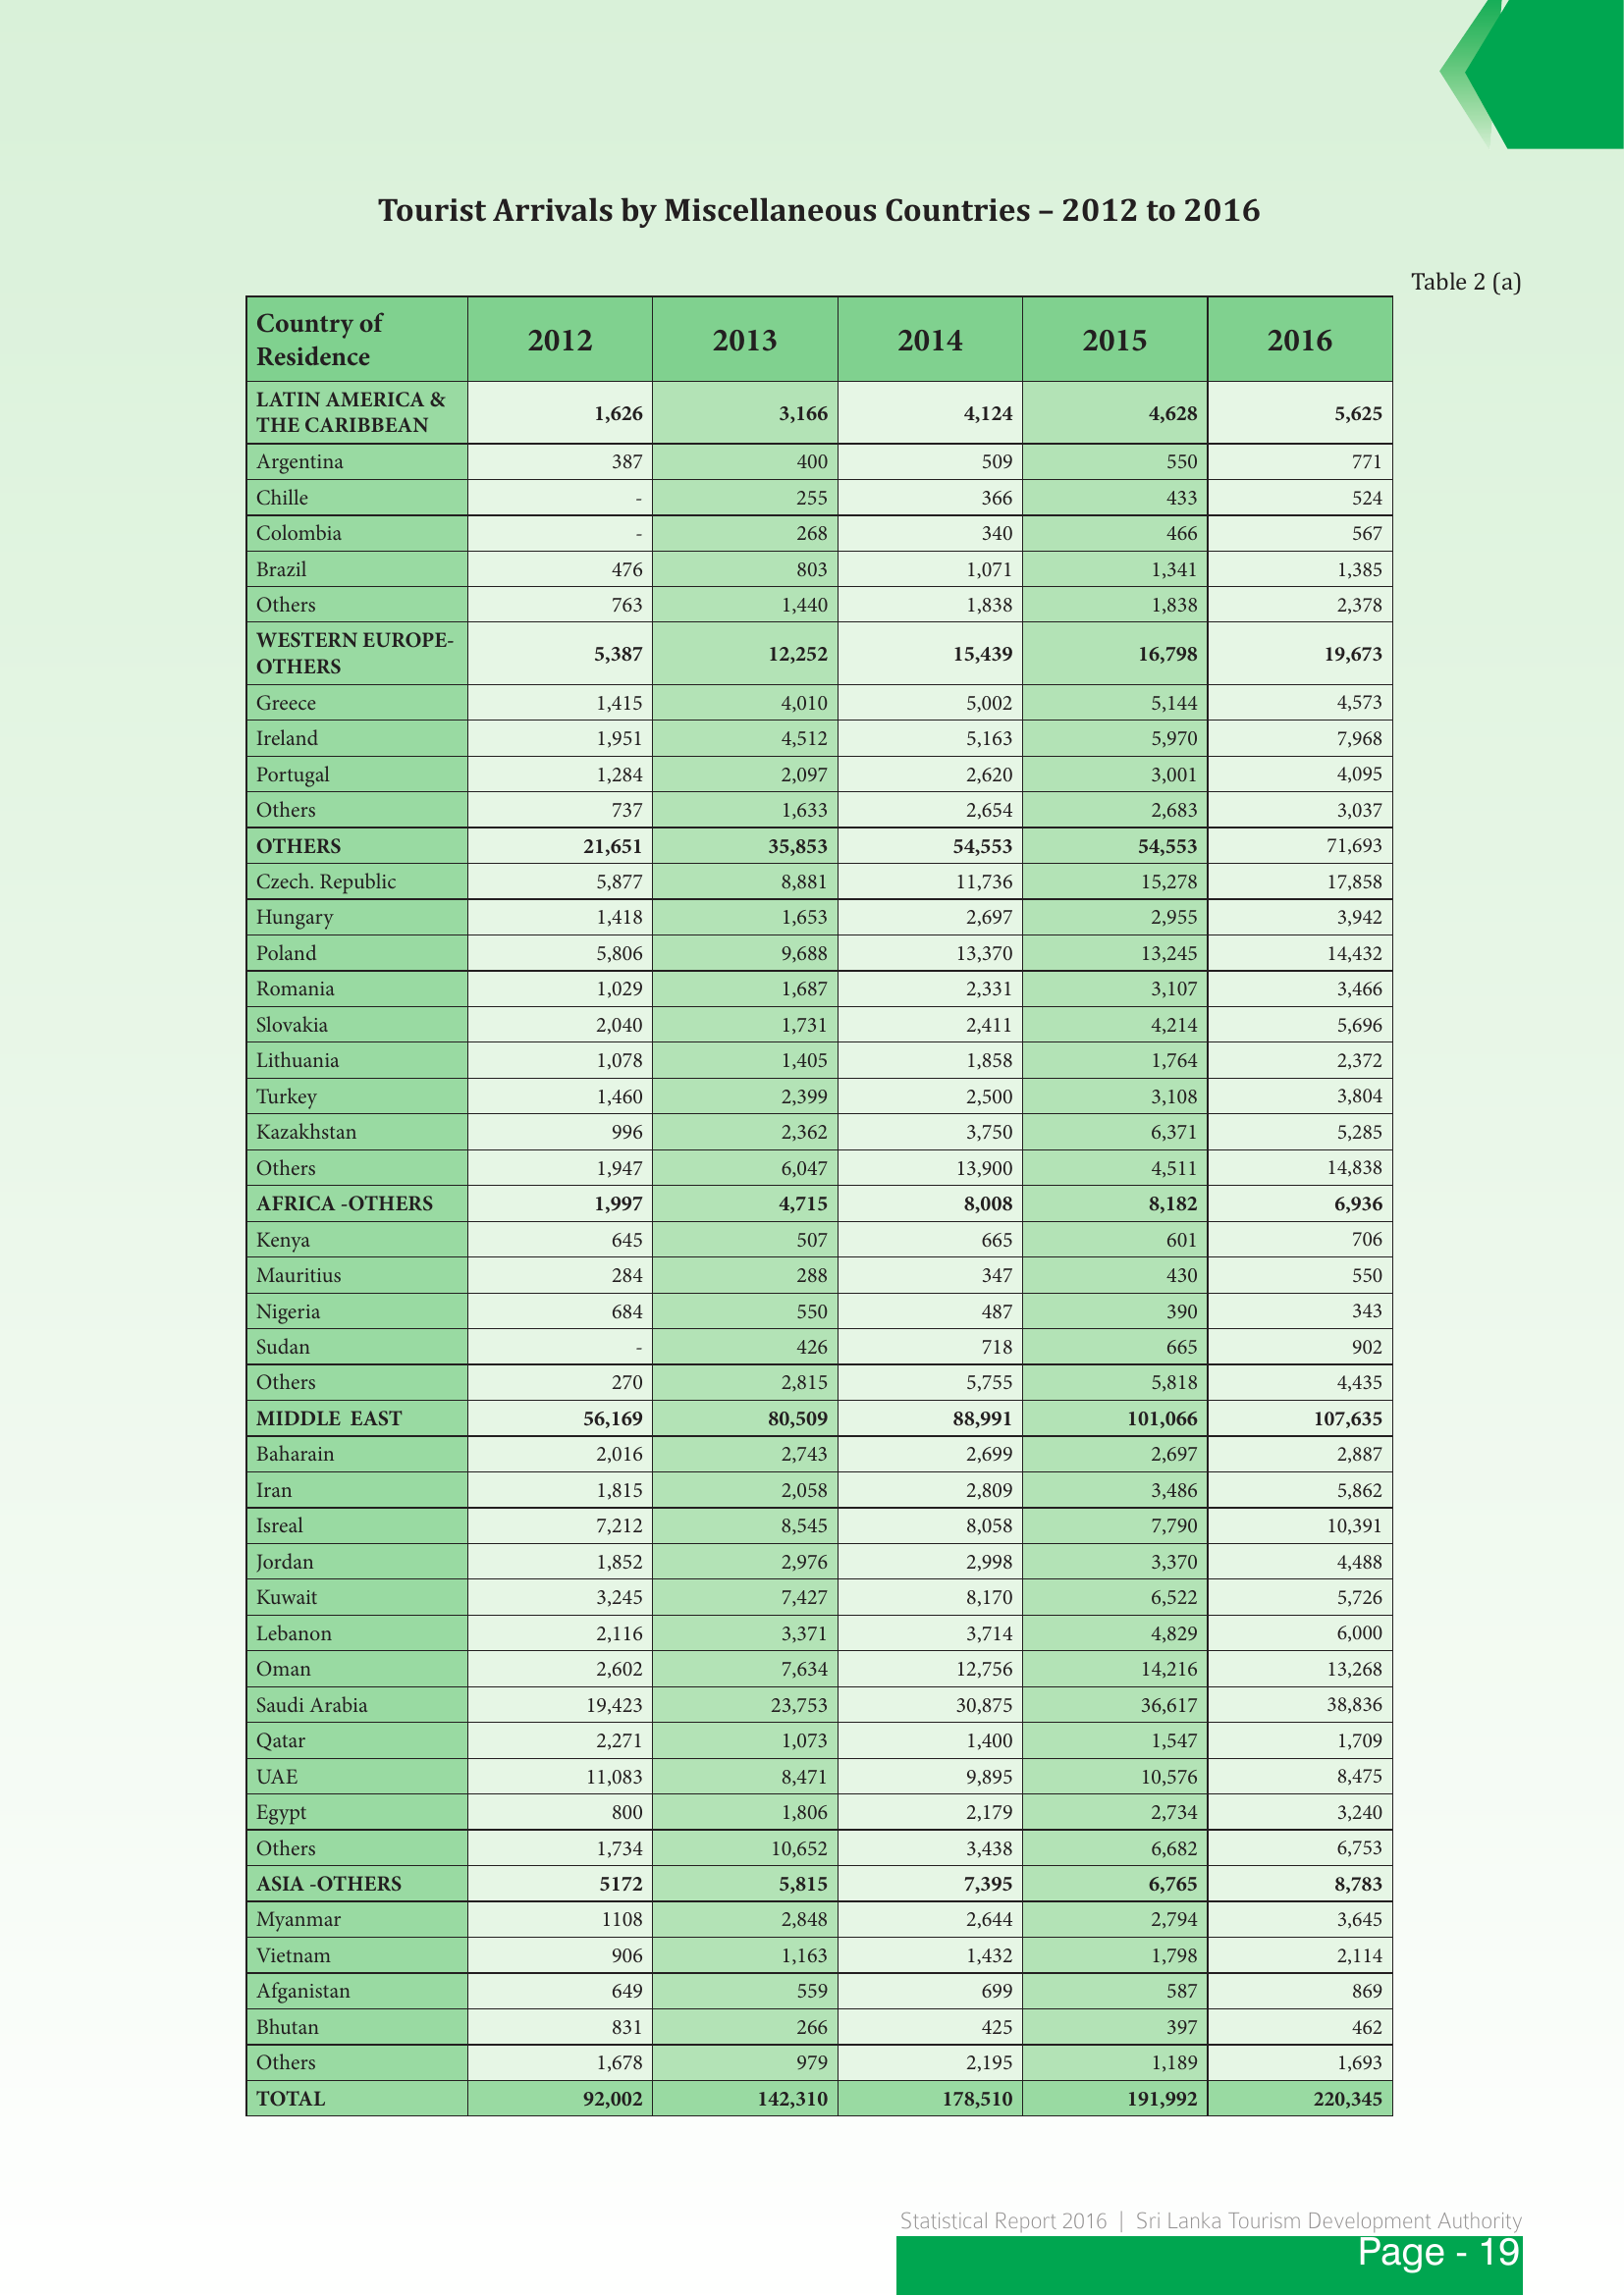 Tourist Arrivals by Miscellaneous Countries – 2012 to 2016
Table 2 (a)
Country of Residence 2012 2013 2014 2015 2016
LATIN AMERICA & THE CARIBBEAN 1,626 3,166 4,124 4,628 5,625
Argentina 387 400 509 550 771
Chille - 255 366 433 524
Colombia - 268 340 466 567
Brazil 476 803 1,071 1,341 1,385
Others 763 1,440 1,838 1,838 2,378
WESTERN EUROPE- OTHERS 5,387 12,252 15,439 16,798 19,673
Greece 1,415 4,010 5,002 5,144 4,573
Ireland 1,951 4,512 5,163 5,970 7,968
Portugal 1,284 2,097 2,620 3,001 4,095
Others 737 1,633 2,654 2,683 3,037
OTHERS 21,651 35,853 54,553 54,553 71,693
Czech. Republic 5,877 8,881 11,736 15,278 17,858
Hungary 1,418 1,653 2,697 2,955 3,942
Poland 5,806 9,688 13,370 13,245 14,432
Romania 1,029 1,687 2,331 3,107 3,466
Slovakia 2,040 1,731 2,411 4,214 5,696
Lithuania 1,078 1,405 1,858 1,764 2,372
Turkey 1,460 2,399 2,500 3,108 3,804
Kazakhstan 996 2,362 3,750 6,371 5,285
Others 1,947 6,047 13,900 4,511 14,838
AFRICA -OTHERS 1,997 4,715 8,008 8,182 6,936
Kenya 645 507 665 601 706
Mauritius 284 288 347 430 550
Nigeria 684 550 487 390 343
Sudan - 426 718 665 902
Others 270 2,815 5,755 5,818 4,435
MIDDLE EAST 56,169 80,509 88,991 101,066 107,635
Baharain 2,016 2,743 2,699 2,697 2,887
Iran 1,815 2,058 2,809 3,486 5,862
Isreal 7,212 8,545 8,058 7,790 10,391
Jordan 1,852 2,976 2,998 3,370 4,488
Kuwait 3,245 7,427 8,170 6,522 5,726
Lebanon 2,116 3,371 3,714 4,829 6,000
Oman 2,602 7,634 12,756 14,216 13,268
Saudi Arabia 19,423 23,753 30,875 36,617 38,836
Qatar 2,271 1,073 1,400 1,547 1,709
UAE 11,083 8,471 9,895 10,576 8,475
Egypt 800 1,806 2,179 2,734 3,240
Others 1,734 10,652 3,438 6,682 6,753
ASIA -OTHERS 5172 5,815 7,395 6,765 8,783
Myanmar 1108 2,848 2,644 2,794 3,645
Vietnam 906 1,163 1,432 1,798 2,114
Afganistan 649 559 699 587 869
Bhutan 831 266 425 397 462
Others 1,678 979 2,195 1,189 1,693
TOTAL 92,002 142,310 178,510 191,992 220,345
Statistical Report 2016 | Sri Lanka Tourism Development Authority
Page - 19